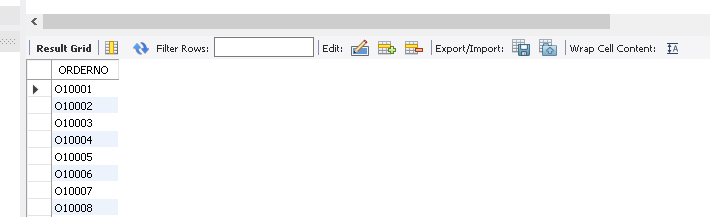 Result Grid Filter Rows: Edit: Export/Import: Wrap Cell Content: IA
ORDERNO
O10001
O10002
O10003
O10004
O10005
O10006
O10007
O10008